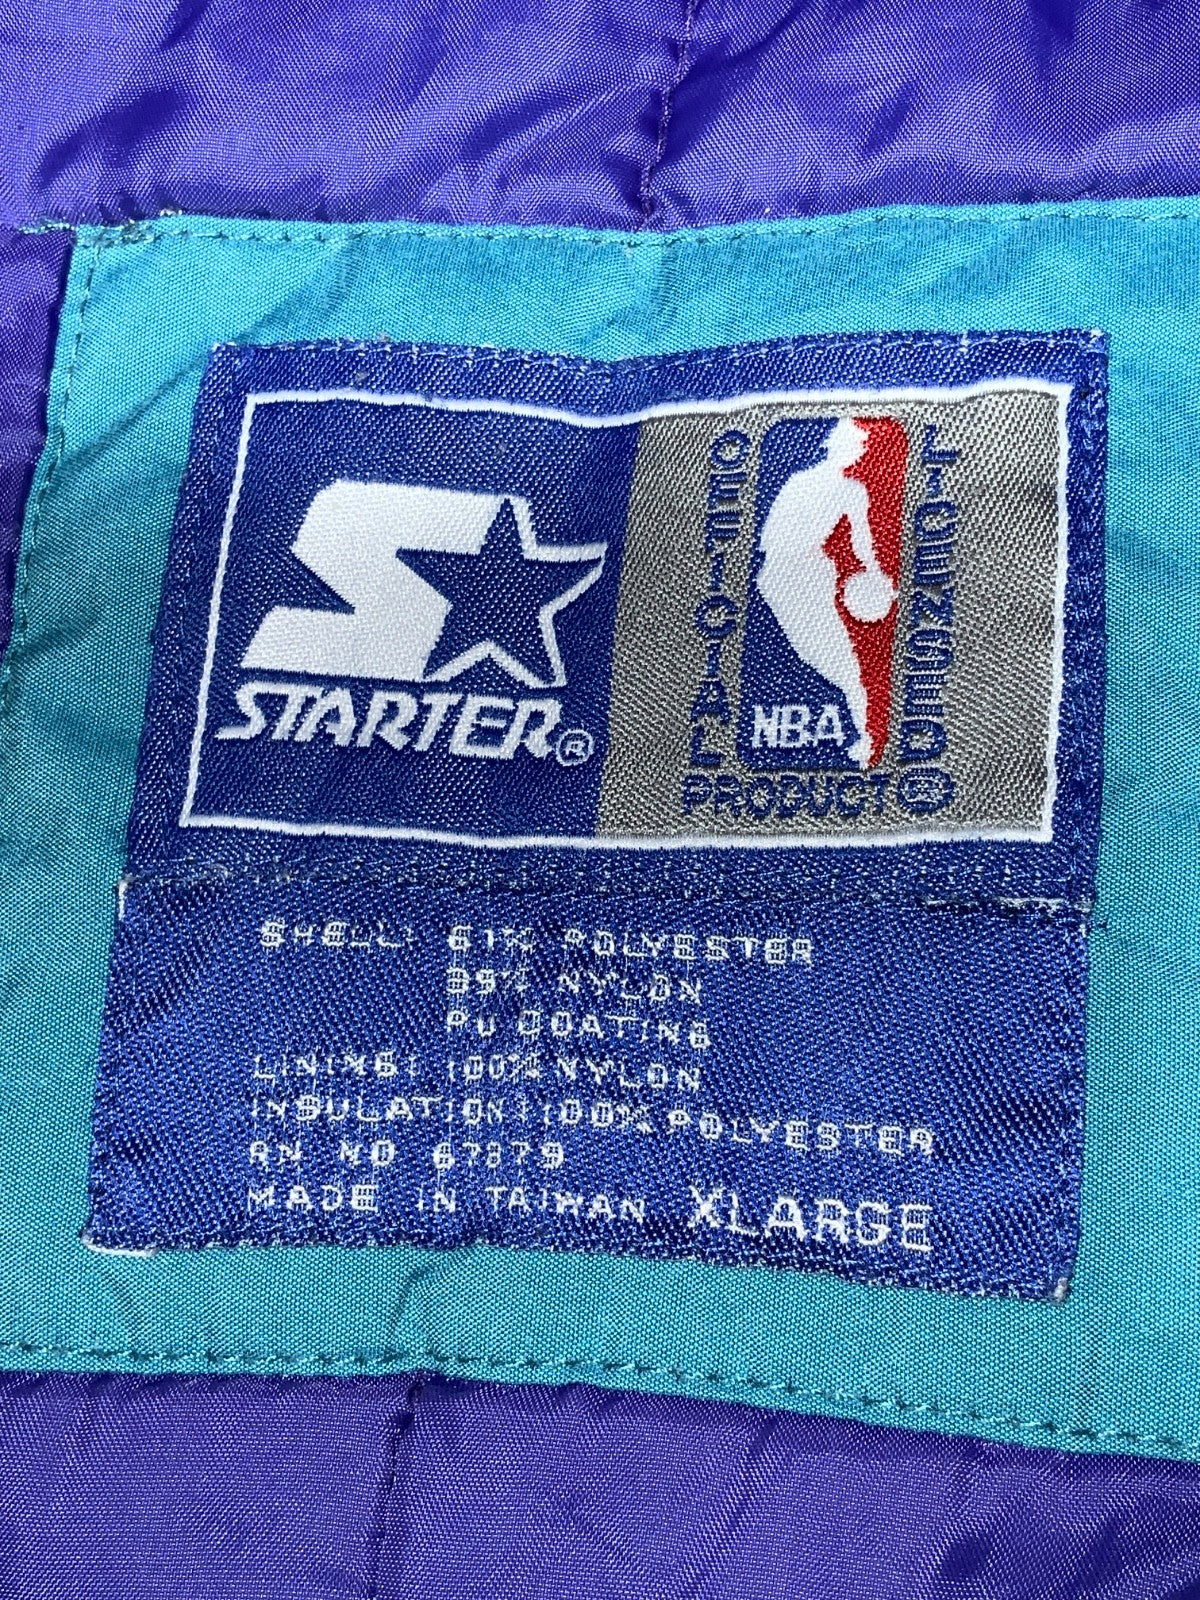 STARTER®
OFFICIAL
NBA
LICENSED
PRODUCT®
SHELL: 61% POLYESTER
39% NYLON
PU COATING
LINING: 100% NYLON
INSULATION: 100% POLYESTER
RN NO 67879
MADE IN TAIWAN XLARGE